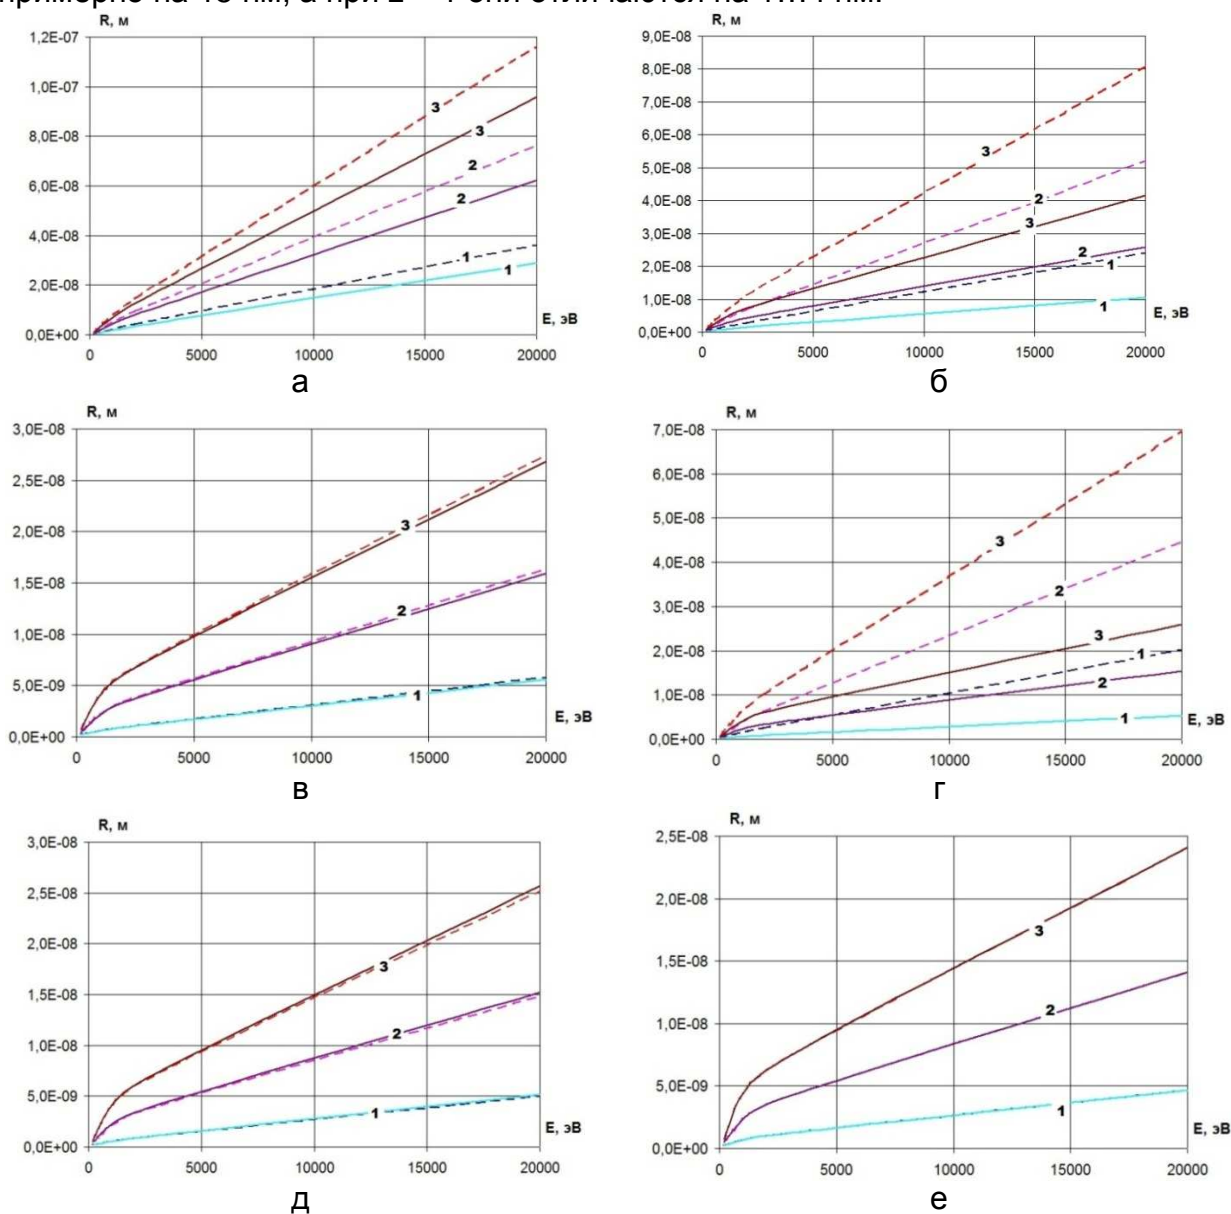 примерно на нм, а при они отличаются на нм.
R, м
1,2E-07
1,0E-07
8,0E-08
6,0E-08
4,0E-08
2,0E-08
0,0E+00
3
3
2
2
1
1
E, эВ
0 5000 10000 15000 20000
а
R, м
9,0E-08
8,0E-08
7,0E-08
6,0E-08
5,0E-08
4,0E-08
3,0E-08
2,0E-08
1,0E-08
0,0E+00
3
2
3
2
1
1
E, эВ
0 5000 10000 15000 20000
б
R, м
3,0E-08
2,5E-08
2,0E-08
1,5E-08
1,0E-08
5,0E-09
0,0E+00
3
2
1
E, эВ
0 5000 10000 15000 20000
в
R, м
7,0E-08
6,0E-08
5,0E-08
4,0E-08
3,0E-08
2,0E-08
1,0E-08
0,0E+00
3
2
3
1
2
1
E, эВ
0 5000 10000 15000 20000
г
R, м
3,0E-08
2,5E-08
2,0E-08
1,5E-08
1,0E-08
5,0E-09
0,0E+00
3
2
1
E, эВ
0 5000 10000 15000 20000
д
R, м
2,5E-08
2,0E-08
1,5E-08
1,0E-08
5,0E-09
0,0E+00
3
2
1
E, эВ
0 5000 10000 15000 20000
е